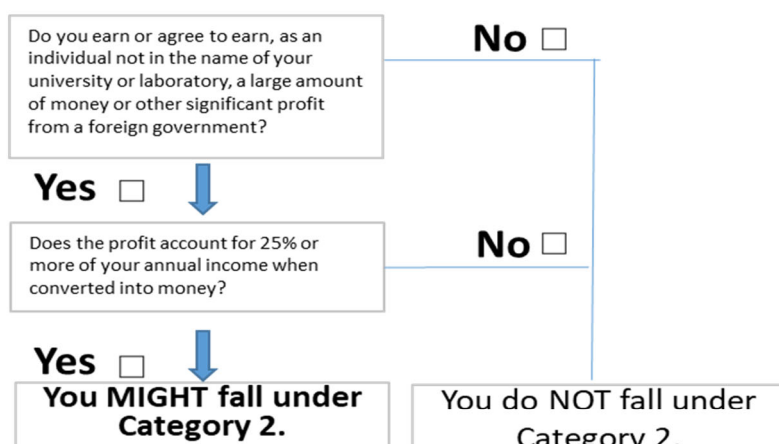 Do you earn or agree to earn, as an
individual not in the name of your
university or laboratory, a large amount
of money or other significant profit
from a foreign government?
No □
Yes □
Does the profit account for 25% or
more of your annual income when
converted into money?
No □
Yes □
You MIGHT fall under
Category 2.
You do NOT fall under
Category 2.